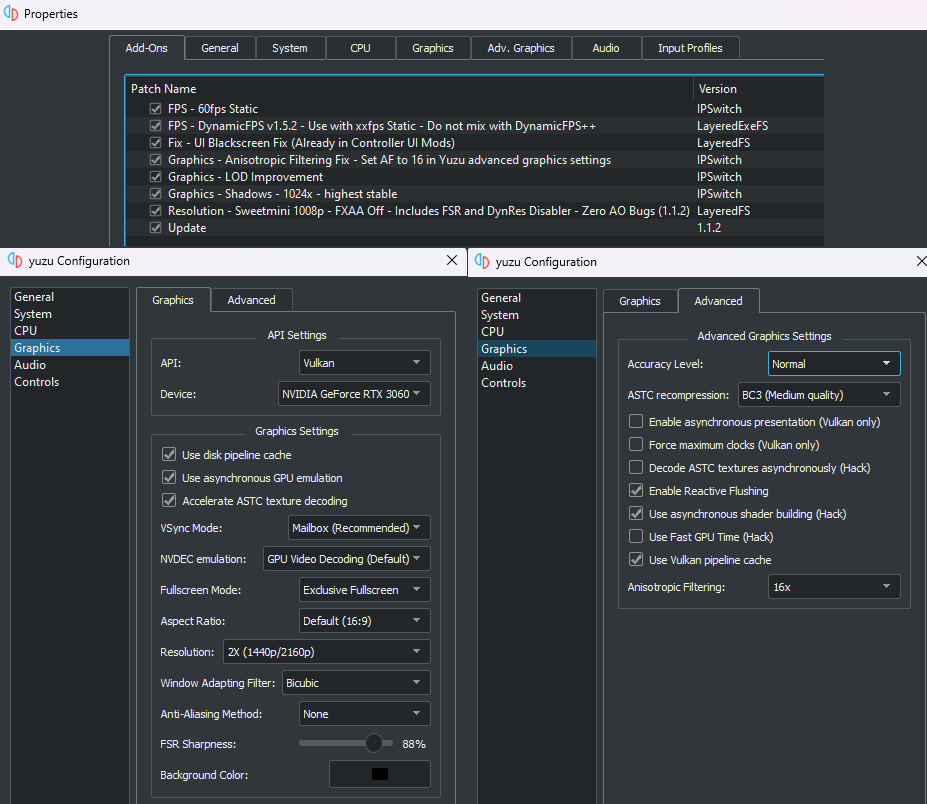 Properties
Add-Ons General System CPU Graphics Adv. Graphics Audio Input Profiles
Patch Name Version
FPS - 60fps Static IPSwitch
FPS - DynamicFPS v1.5.2 - Use with xxfps Static - Do not mix with DynamicFPS++ LayeredExeFS
Fix - UI Blackscreen Fix (Already in Controller UI Mods) LayeredFS
Graphics - Anisotropic Filtering Fix - Set AF to 16 in Yuzu advanced graphics settings IPSwitch
Graphics - LOD Improvement IPSwitch
Graphics - Shadows - 1024x - highest stable IPSwitch
Resolution - Sweetmini 1008p - FXAA Off - Includes FSR and DynRes Disabler - Zero AO Bugs (1.1.2) LayeredFS
Update 1.1.2
yuzu Configuration
General
System
CPU
Graphics
Audio
Controls
Graphics Advanced
API Settings
API: Vulkan
Device: NVIDIA GeForce RTX 3060
Graphics Settings
Use disk pipeline cache
Use asynchronous GPU emulation
Accelerate ASTC texture decoding
VSync Mode: Mailbox (Recommended)
NVDEC emulation: GPU Video Decoding (Default)
Fullscreen Mode: Exclusive Fullscreen
Aspect Ratio: Default (16:9)
Resolution: 2X (1440p/2160p)
Window Adapting Filter: Bicubic
Anti-Aliasing Method: None
FSR Sharpness: 88%
Background Color:
yuzu Configuration
General
System
CPU
Graphics
Audio
Controls
Graphics Advanced
Advanced Graphics Settings
Accuracy Level: Normal
ASTC recompression: BC3 (Medium quality)
Enable asynchronous presentation (Vulkan only)
Force maximum clocks (Vulkan only)
Decode ASTC textures asynchronously (Hack)
Enable Reactive Flushing
Use asynchronous shader building (Hack)
Use Fast GPU Time (Hack)
Use Vulkan pipeline cache
Anisotropic Filtering: 16x